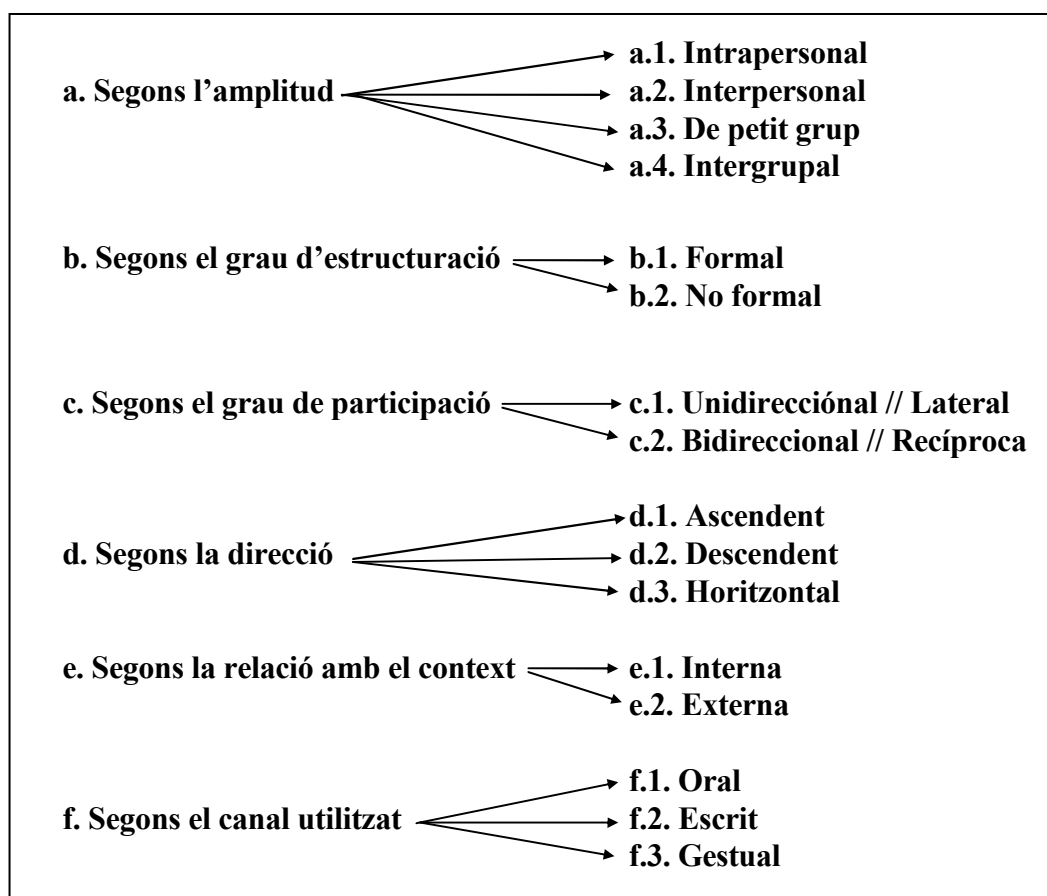 a. Segons l’amplitud
a.1. Intrapersonal
a.2. Interpersonal
a.3. De petit grup
a.4. Intergrupal
b. Segons el grau d’estructuració
b.1. Formal
b.2. No formal
c. Segons el grau de participació
c.1. Unidirecciónal // Lateral
c.2. Bidireccional // Recíproca
d. Segons la direcció
d.1. Ascendent
d.2. Descendent
d.3. Horitzontal
e. Segons la relació amb el context
e.1. Interna
e.2. Externa
f. Segons el canal utilitzat
f.1. Oral
f.2. Escrit
f.3. Gestual